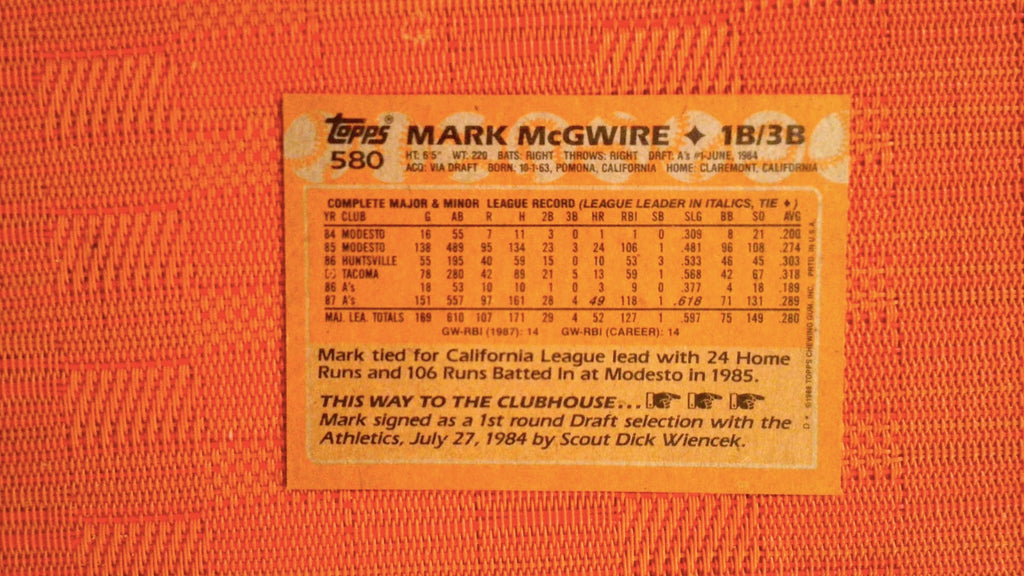 Topps® MARK McGWIRE ✦ 1B/3B
580 HT: 6'5" WT: 220 BATS: RIGHT THROWS: RIGHT DRAFT: A's #1-JUNE, 1984
ACQ: VIA DRAFT BORN: 10-1-63, POMONA, CALIFORNIA HOME: CLAREMONT, CALIFORNIA
COMPLETE MAJOR & MINOR LEAGUE RECORD (LEAGUE LEADER IN ITALICS, TIE ✦)
YR CLUB G AB R H 2B 3B HR RBI SB SLG BB SO AVG
84 MODESTO 16 55 7 11 3 0 1 1 0 .309 8 21 .200
85 MODESTO 138 489 95 134 23 3 24 106 1 .481 96 108 .274
86 HUNTSVILLE 55 195 40 59 15 0 10 53 3 .533 46 45 .303
TACOMA 78 280 42 89 21 5 13 59 1 .568 42 67 .318
86 A's 18 53 10 10 1 0 3 9 0 .377 4 18 .189
87 A's 151 557 97 161 28 4 49 118 1 .618 71 131 .289
MAJ. LEA. TOTALS 169 610 107 171 29 4 52 127 1 .597 75 149 .280
GW-RBI (1987): 14 GW-RBI (CAREER): 14
Mark tied for California League lead with 24 Home
Runs and 106 Runs Batted In at Modesto in 1985.
THIS WAY TO THE CLUBHOUSE...
Mark signed as a 1st round Draft selection with the
Athletics, July 27, 1984 by Scout Dick Wiencek.
D* ©1988 TOPPS CHEWING GUM, INC. PRTD. IN U.S.A.